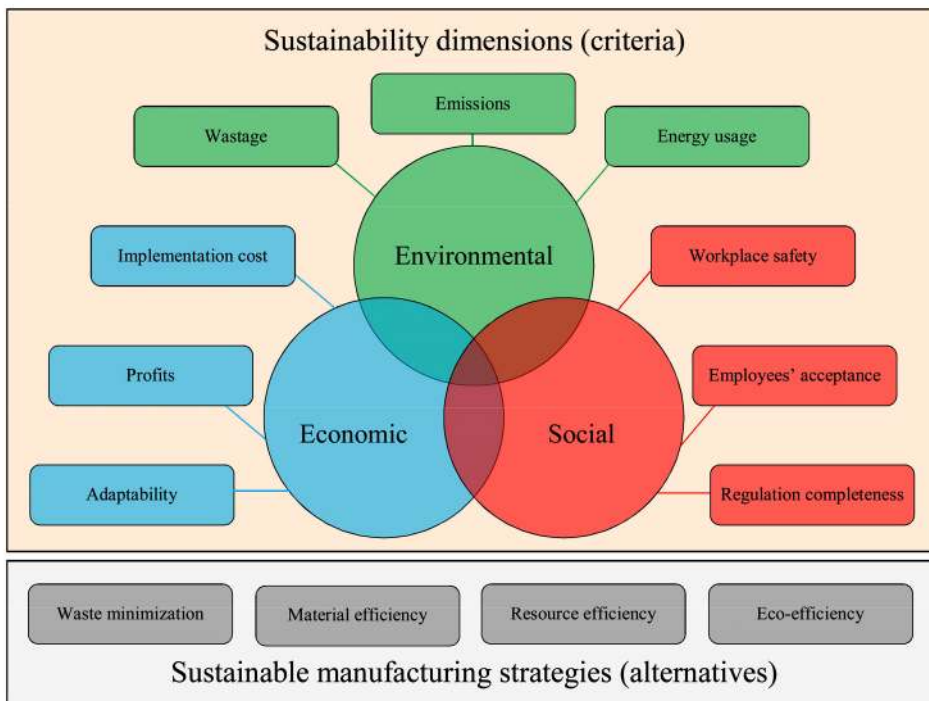 Sustainability dimensions (criteria)
Emissions
Wastage
Energy usage
Implementation cost
Environmental
Workplace safety
Profits
Employees’ acceptance
Economic
Social
Adaptability
Regulation completeness
Waste minimization
Material efficiency
Resource efficiency
Eco-efficiency
Sustainable manufacturing strategies (alternatives)